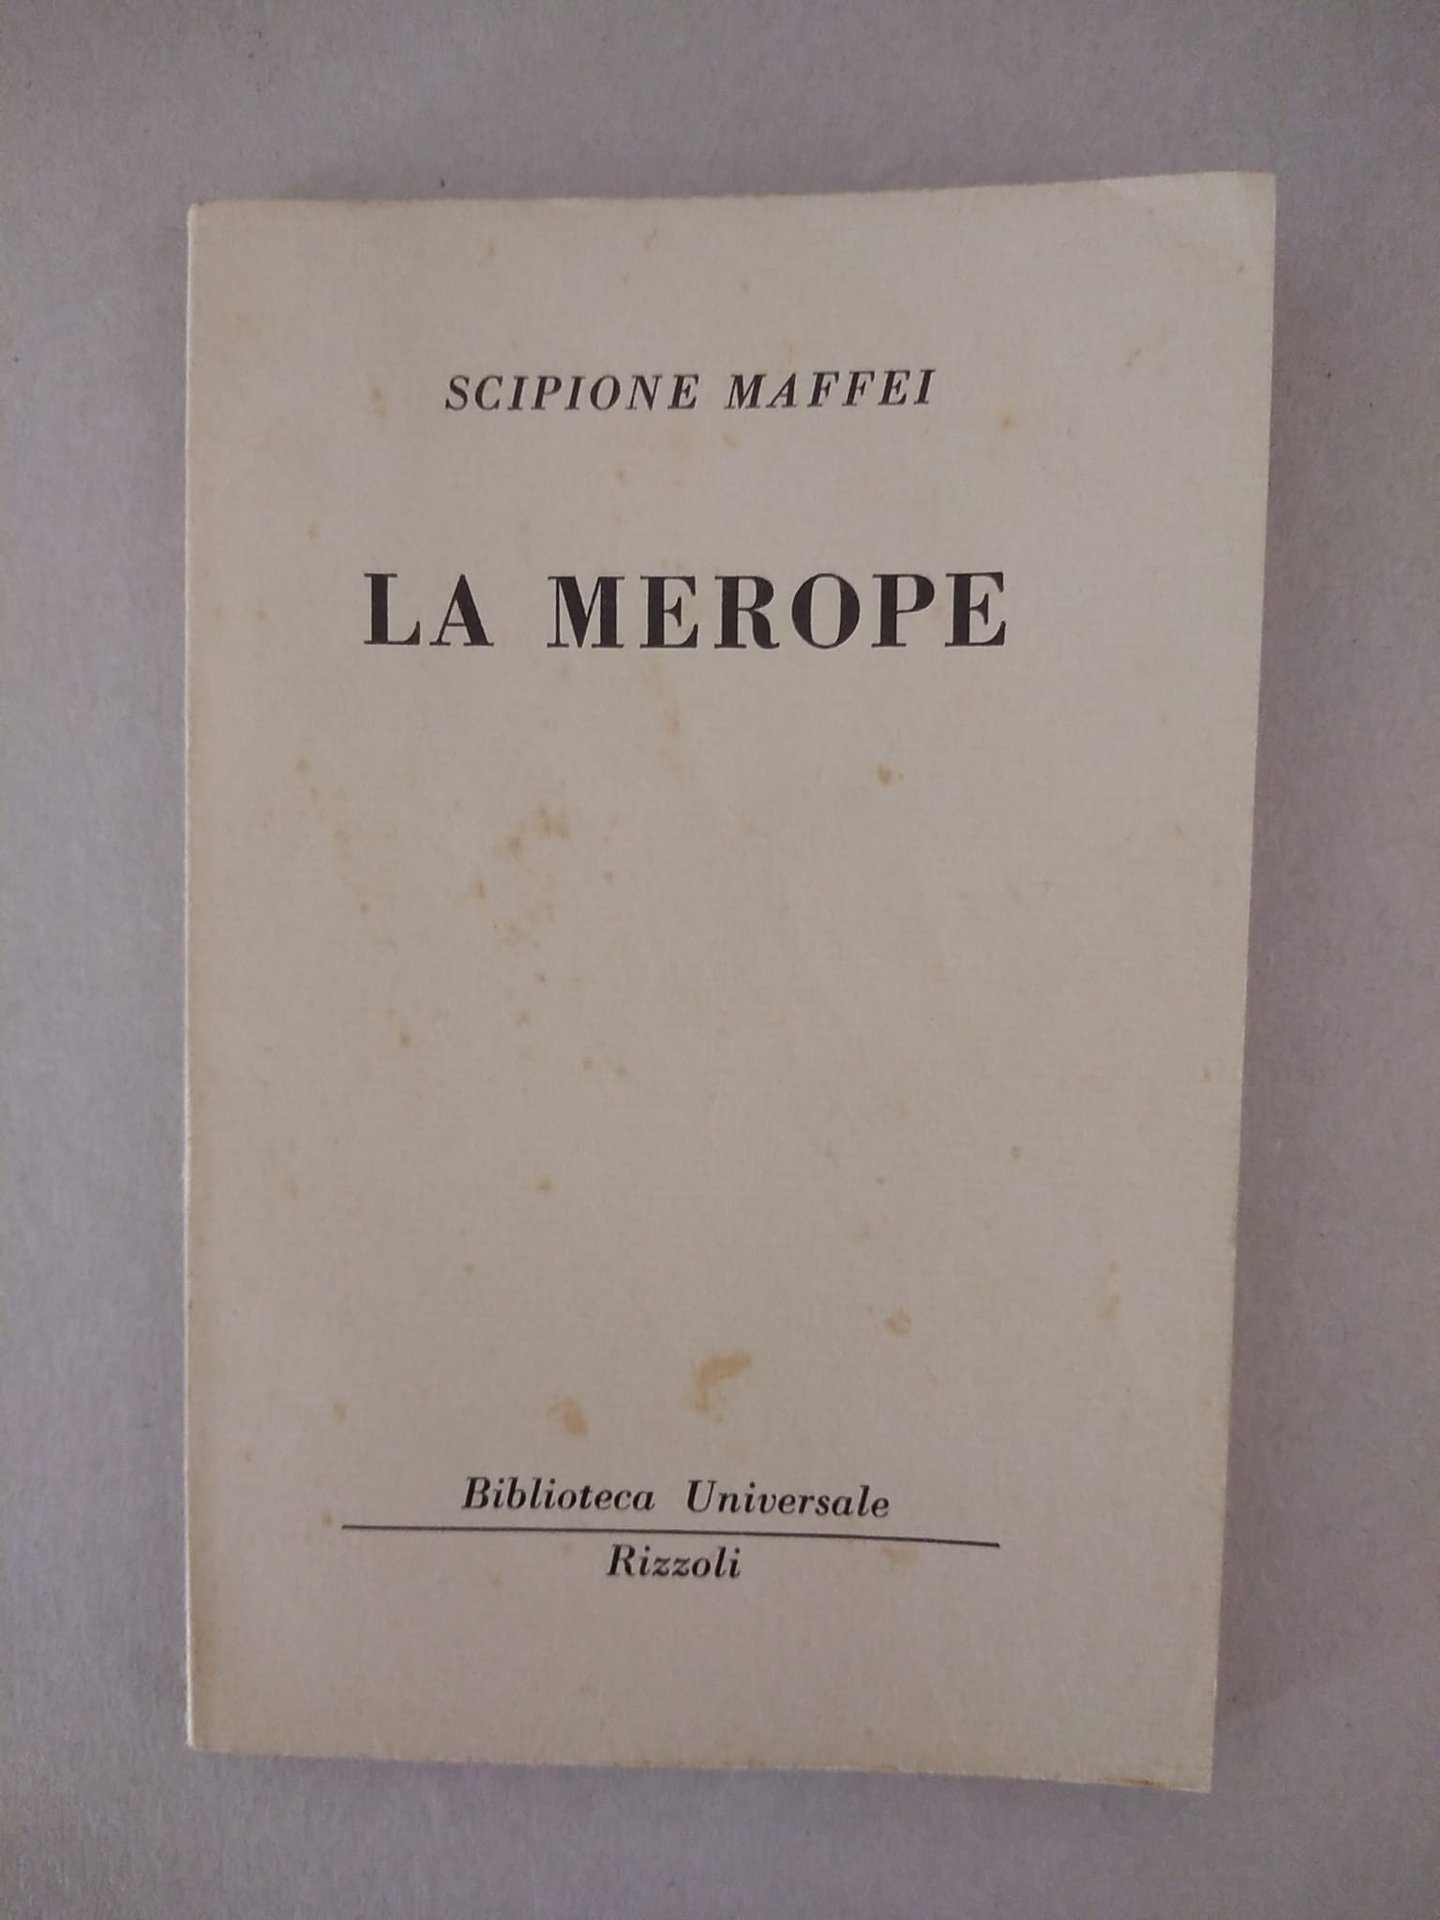 SCIPIONE MAFFEI
LA MEROPE
Biblioteca Universale
Rizzoli